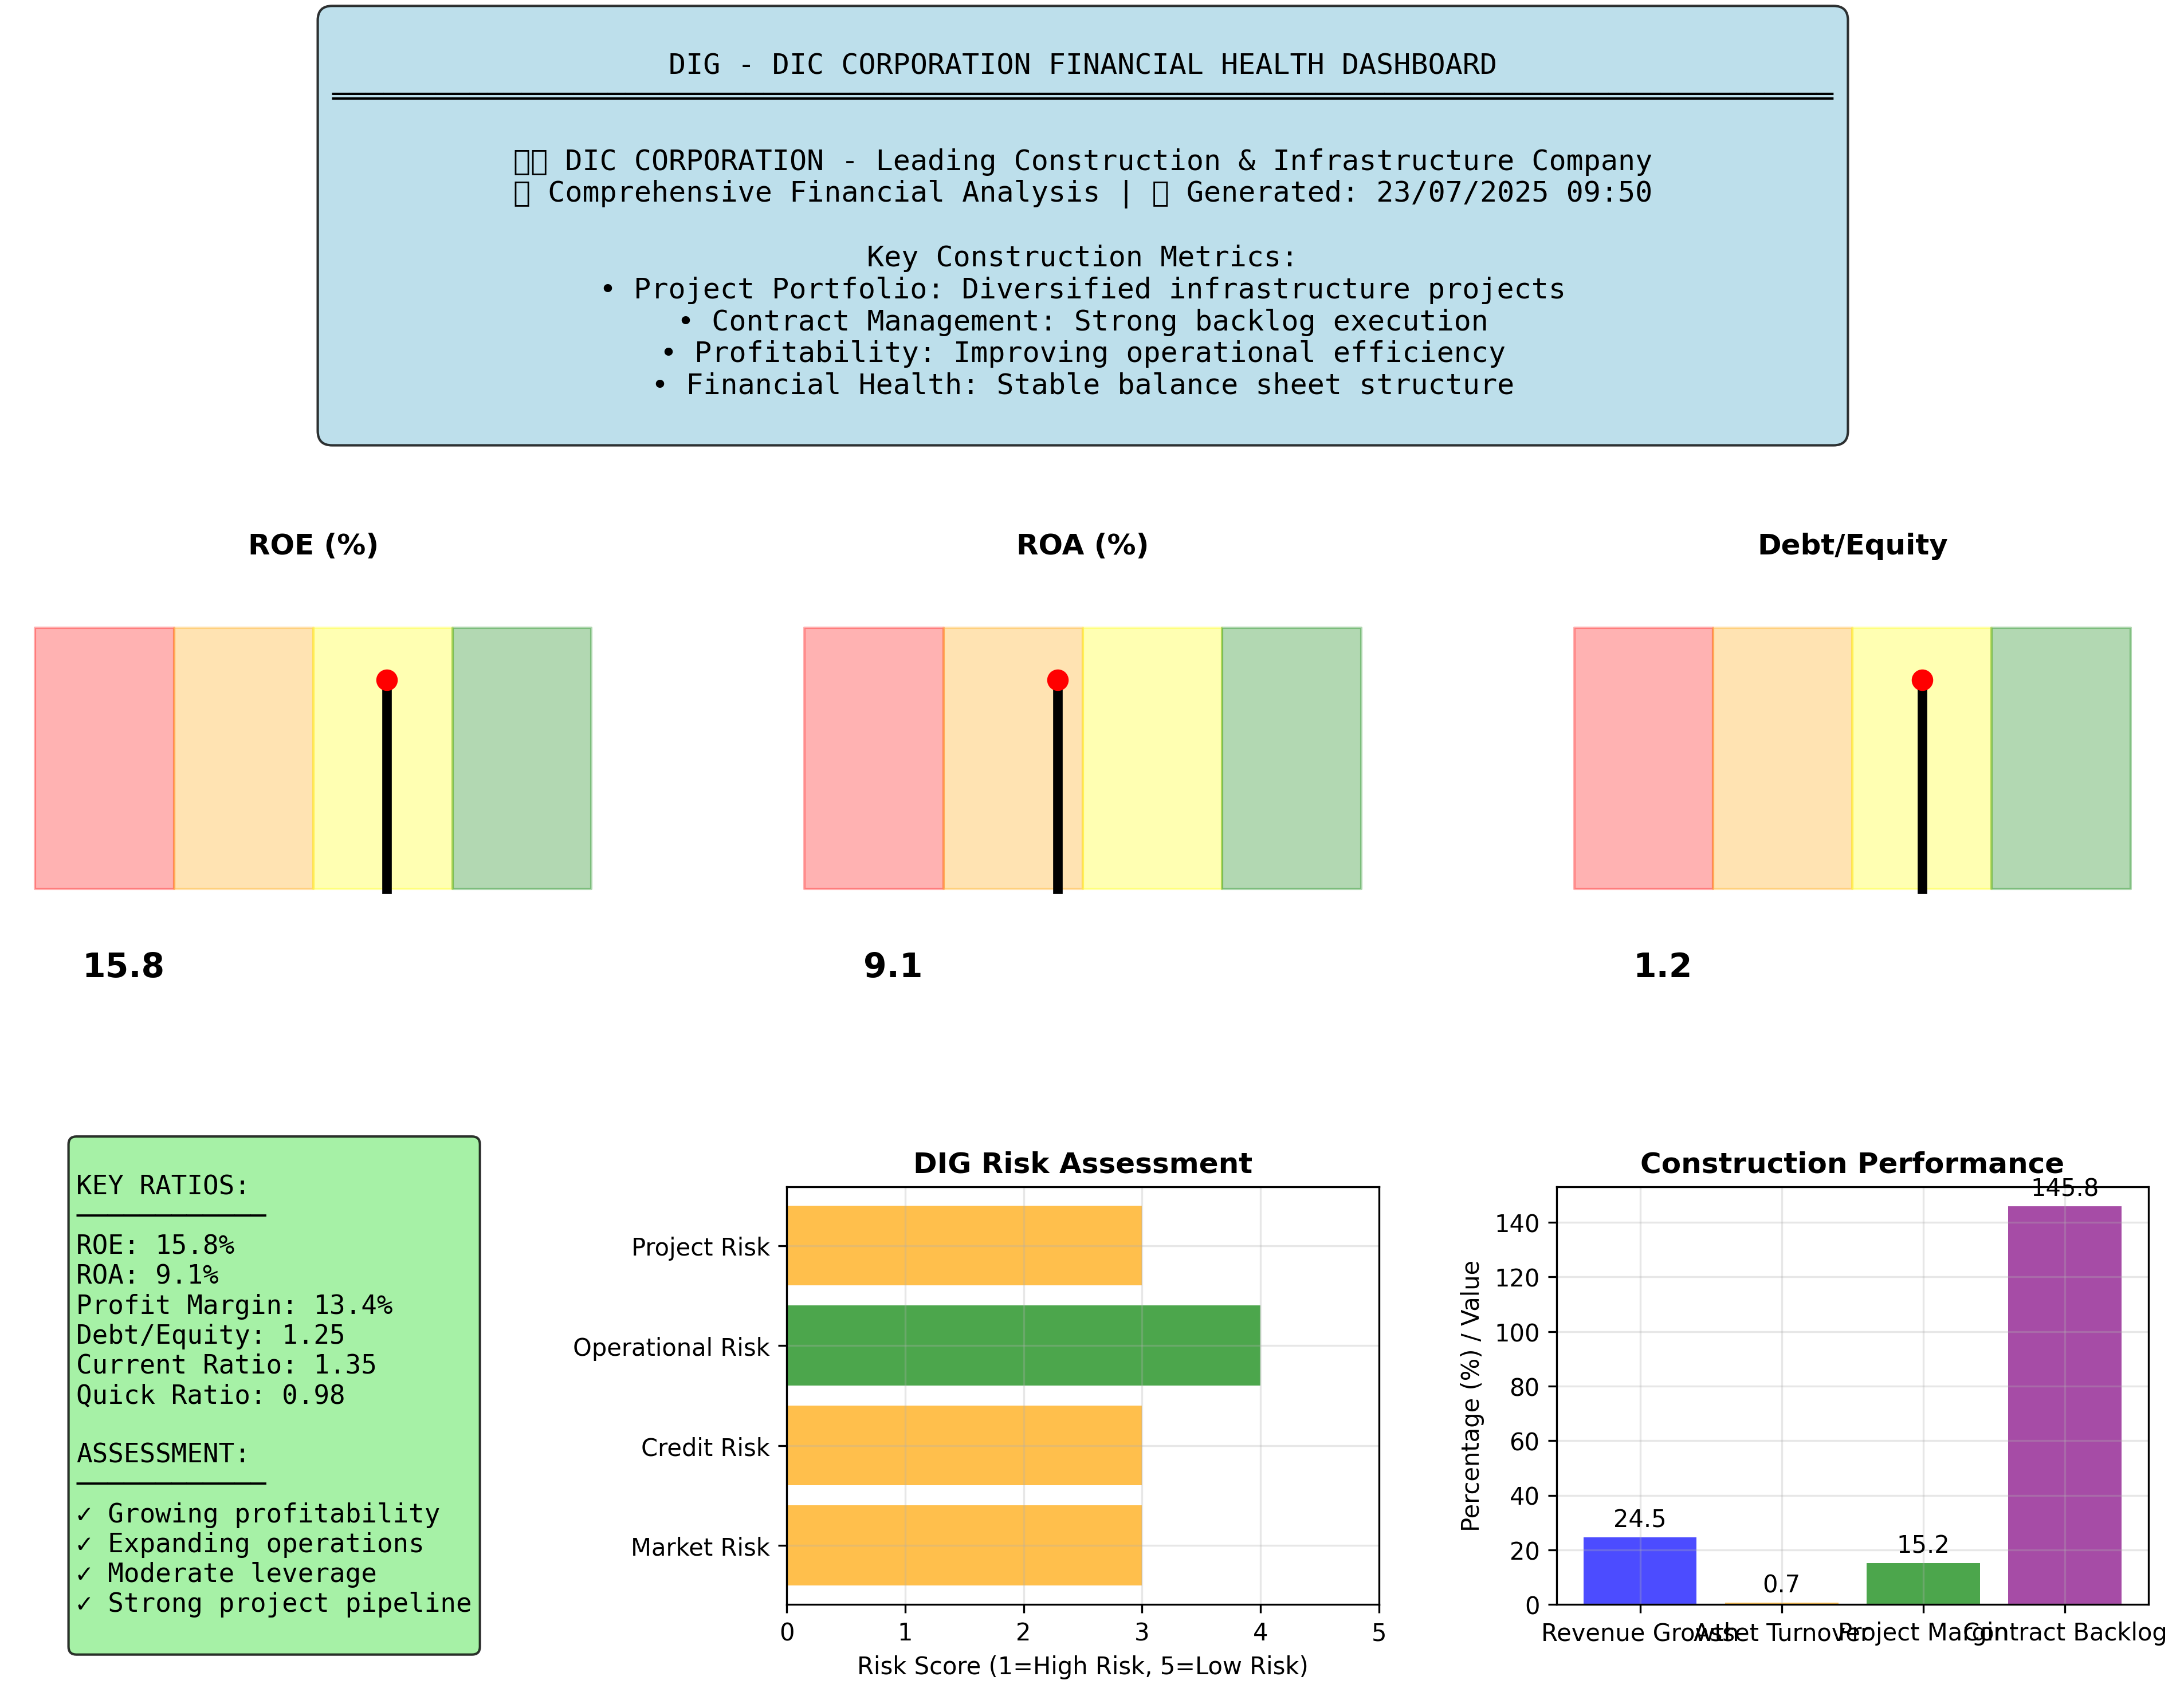 DIG - DIC CORPORATION FINANCIAL HEALTH DASHBOARD
DIC CORPORATION - Leading Construction & Infrastructure Company
Comprehensive Financial Analysis | Generated: 23/07/2025 09:50
Key Construction Metrics:
• Project Portfolio: Diversified infrastructure projects
• Contract Management: Strong backlog execution
• Profitability: Improving operational efficiency
• Financial Health: Stable balance sheet structure
ROE (%)
15.8
ROA (%)
9.1
Debt/Equity
1.2
KEY RATIOS:
ROE: 15.8%
ROA: 9.1%
Profit Margin: 13.4%
Debt/Equity: 1.25
Current Ratio: 1.35
Quick Ratio: 0.98
ASSESSMENT:
✓ Growing profitability
✓ Expanding operations
✓ Moderate leverage
✓ Strong project pipeline
DIG Risk Assessment
Project Risk
Operational Risk
Credit Risk
Market Risk
0 1 2 3 4 5
Risk Score (1=High Risk, 5=Low Risk)
Construction Performance
Percentage (%) / Value
140
120
100
80
60
40
20
0
24.5
0.7
15.2
145.8
Revenue Growth
Asset Turnover
Project Margin
Contract Backlog